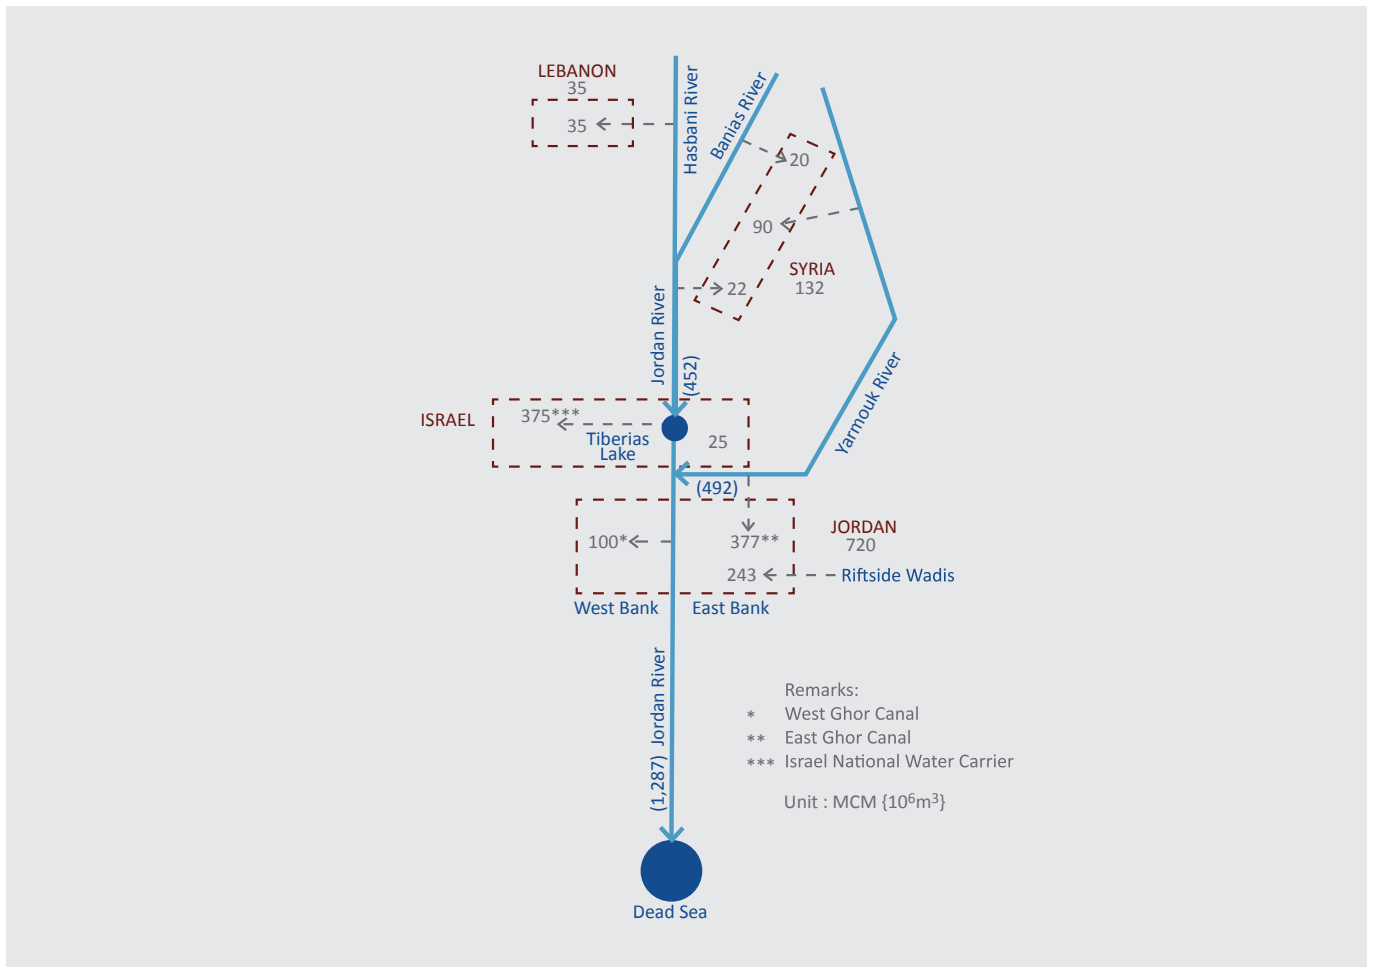 LEBANON
35
35
Hasbani River
Banias River
20
90
SYRIA
132
22
Jordan River
(452)
Yarmouk River
ISRAEL
375***
Tiberias
Lake
25
(492)
JORDAN
720
100*
377**
243
Riftside Wadis
West Bank
East Bank
Jordan River
(1,287)
Remarks:
* West Ghor Canal
** East Ghor Canal
*** Israel National Water Carrier
Unit : MCM {10⁶m³}
Dead Sea